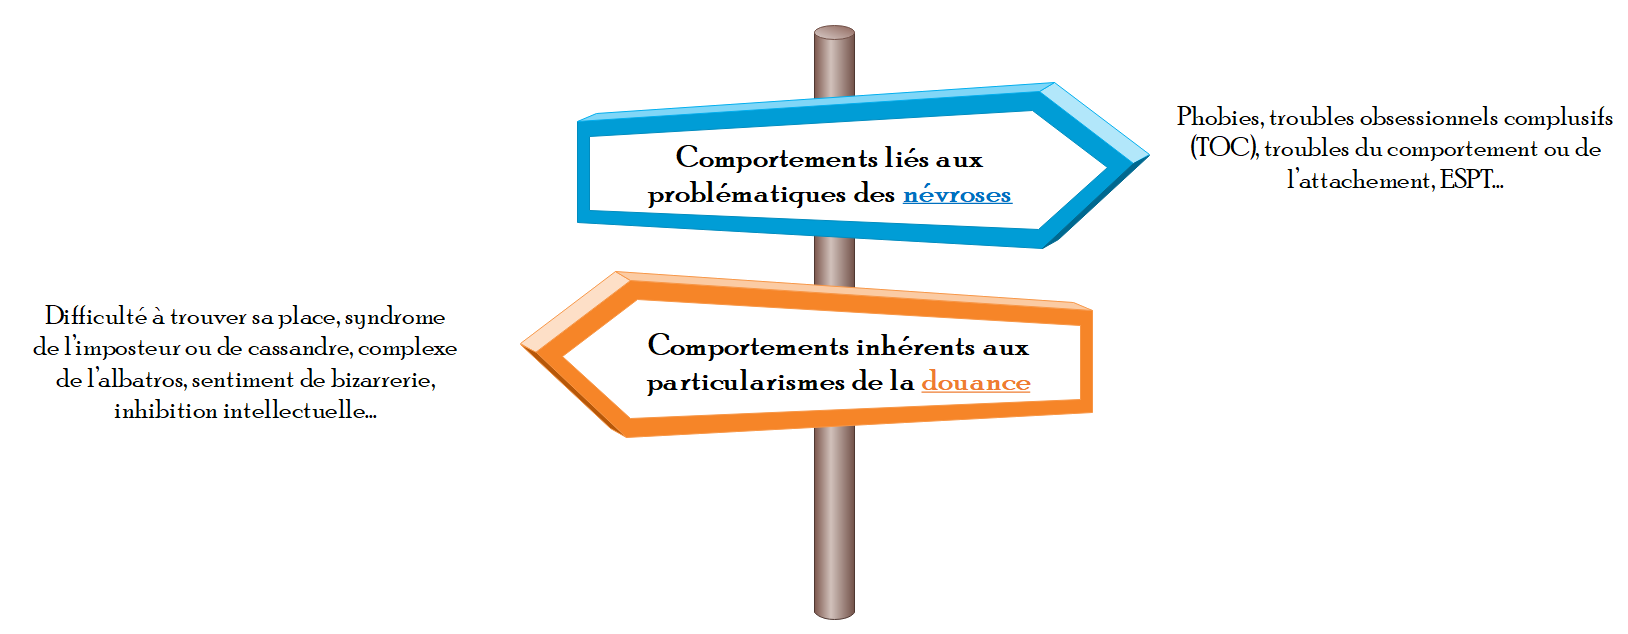 Comportements liés aux
problématiques des névroses
Phobies, troubles obsessionnels complusifs
(TOC), troubles du comportement ou de
l'attachement, ESPT...
Comportements inhérents aux
particularismes de la douance
Difficulté à trouver sa place, syndrome
de l'imposteur ou de cassandre, complexe
de l'albatros, sentiment de bizarrerie,
inhibition intellectuelle...